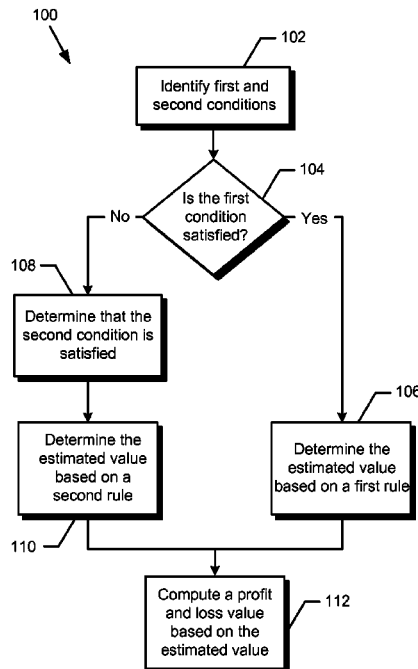 100
102
Identify first and
second conditions
104
Is the first
condition
satisfied?
No
Yes
108
Determine that the
second condition is
satisfied
106
Determine the
estimated value
based on a
second rule
110
Determine the
estimated value
based on a first rule
Compute a profit
and loss value
based on the
estimated value
112